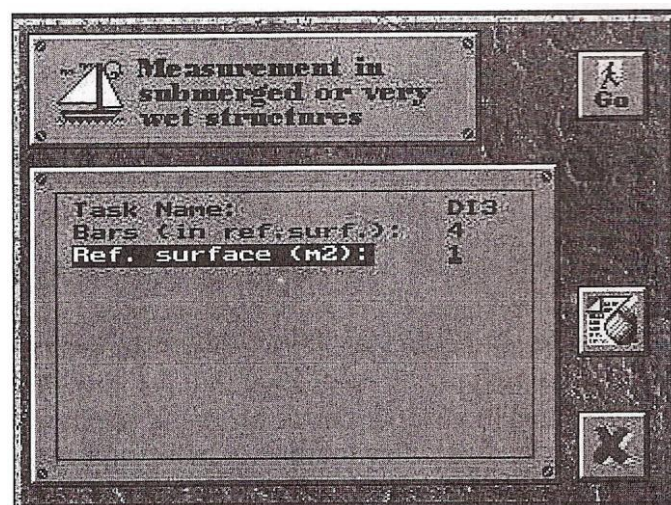 Measurement in
submerged or very
wet structures
Go
Task Name: DI3
Bars (in ref.surf.): 4
Ref. surface (m2): 1